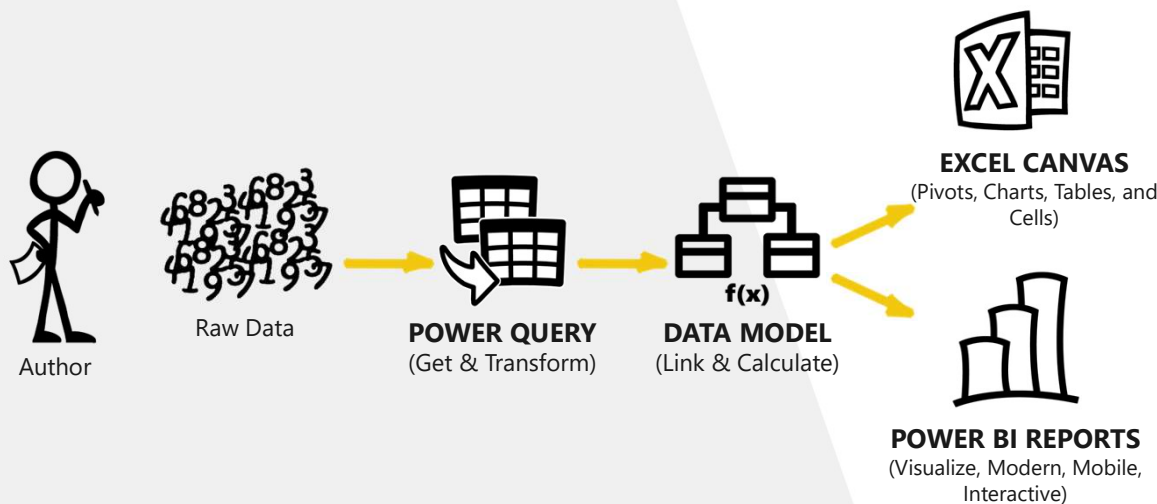 Author
Raw Data
POWER QUERY
(Get & Transform)
f(x)
DATA MODEL
(Link & Calculate)
X
EXCEL CANVAS
(Pivots, Charts, Tables, and
Cells)
POWER BI REPORTS
(Visualize, Modern, Mobile,
Interactive)